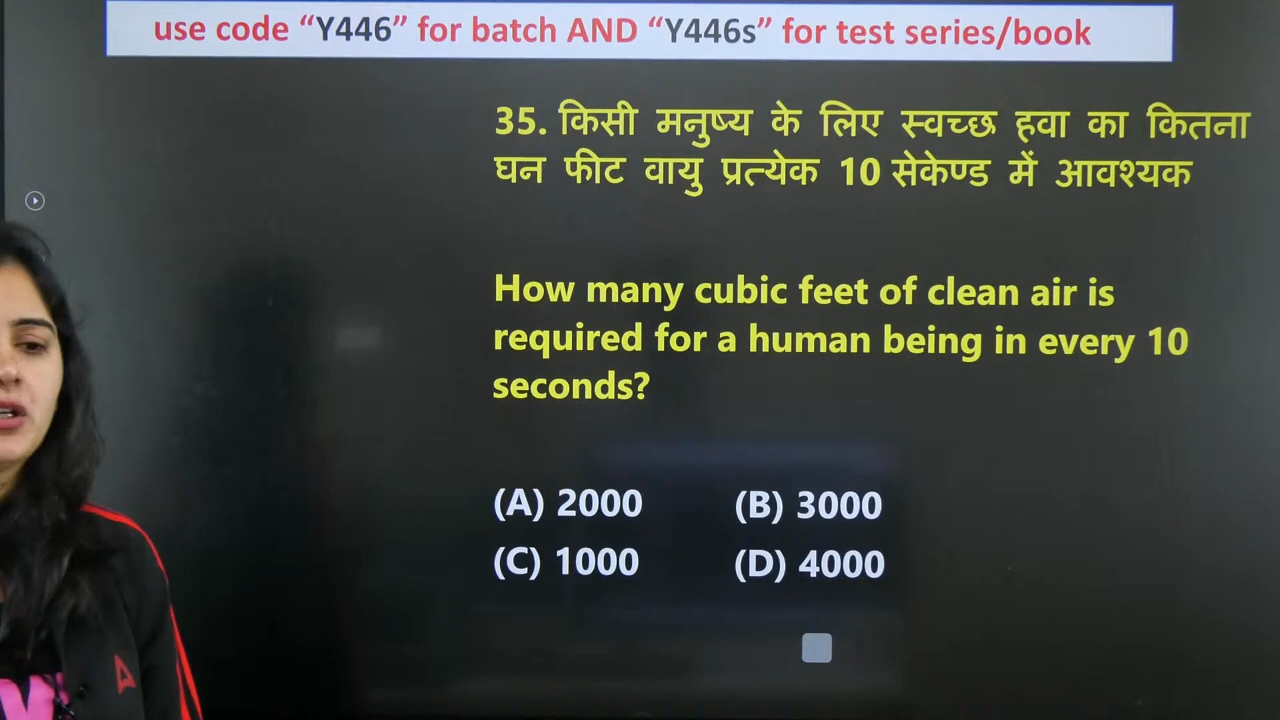 use code “Y446” for batch AND “Y446s” for test series/book
35. किसी मनुष्य के लिए स्वच्छ हवा का कितना
घन फीट वायु प्रत्येक 10 सेकेण्ड में आवश्यक
How many cubic feet of clean air is
required for a human being in every 10
seconds?
(A) 2000 (B) 3000
(C) 1000 (D) 4000